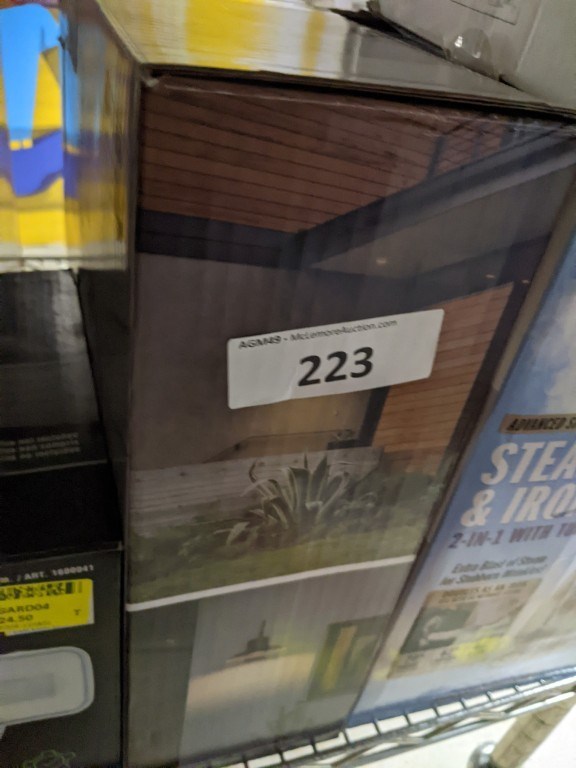 AGM49 - McLemoreAuction.com
223
ADVANCED
STEA
& IRO
2-IN-1 WITH
Extra Blast of Steam
for Stubborn
/ ART. 1600041
GARD04
24.50 T